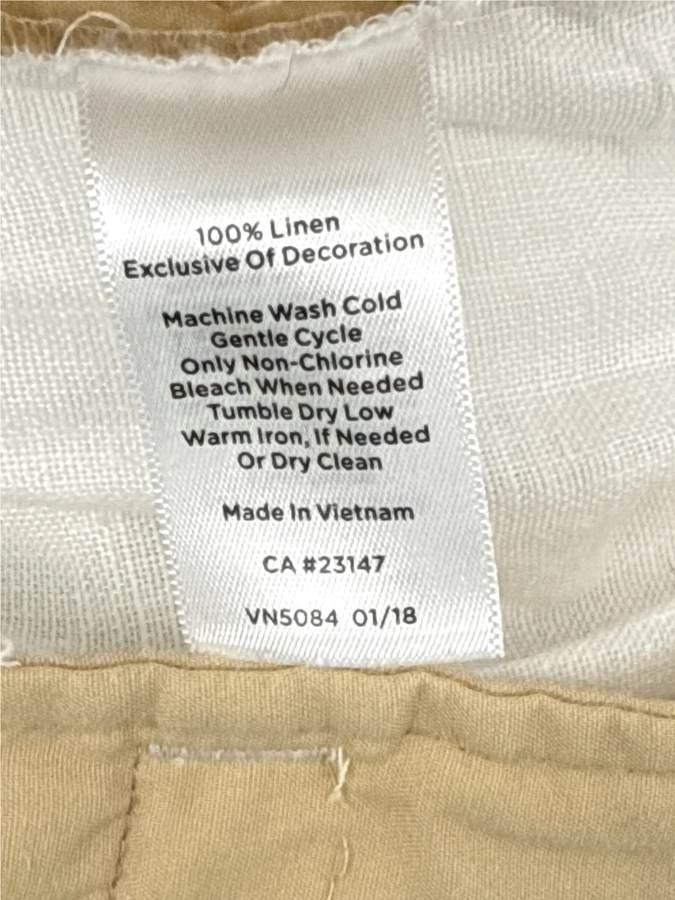 100% Linen
Exclusive Of Decoration
Machine Wash Cold
Gentle Cycle
Only Non-Chlorine
Bleach When Needed
Tumble Dry Low
Warm Iron, If Needed
Or Dry Clean
Made In Vietnam
CA #23147
VN5084 01/18